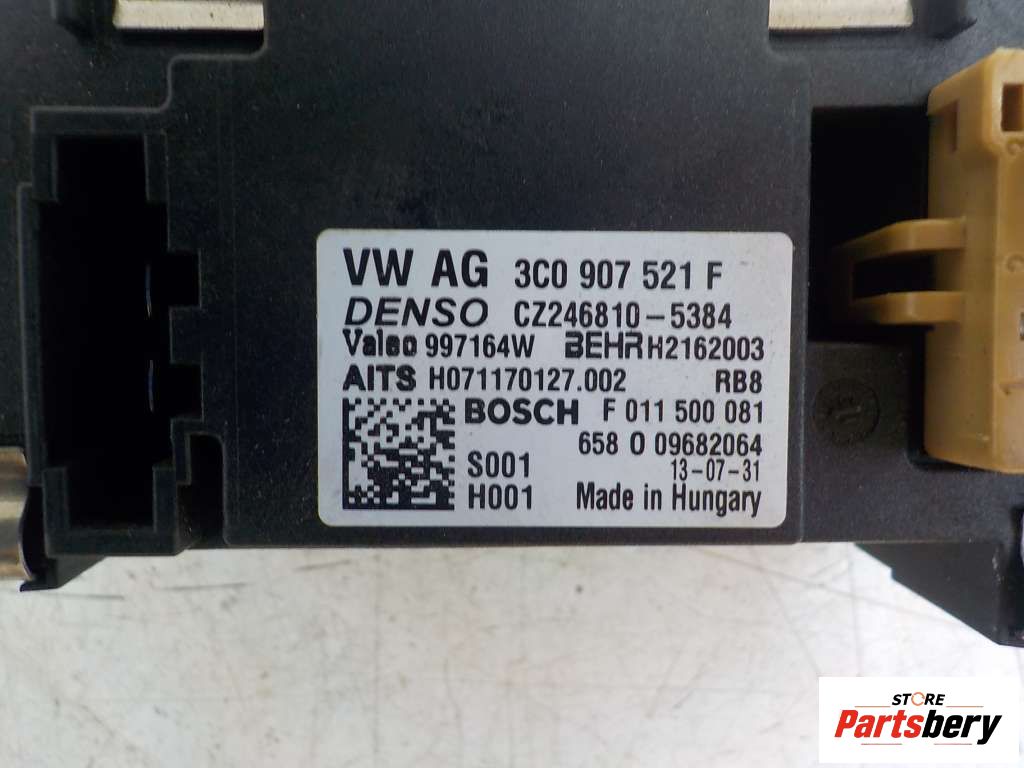 VW AG 3C0 907 521 F
DENSO CZ246810-5384
Valeo 997164W BEHR H2162003
AITS H071170127.002 RB8
BOSCH F 011 500 081
658 0 09682064
S001 13-07-31
H001 Made in Hungary
STORE
Partsbery